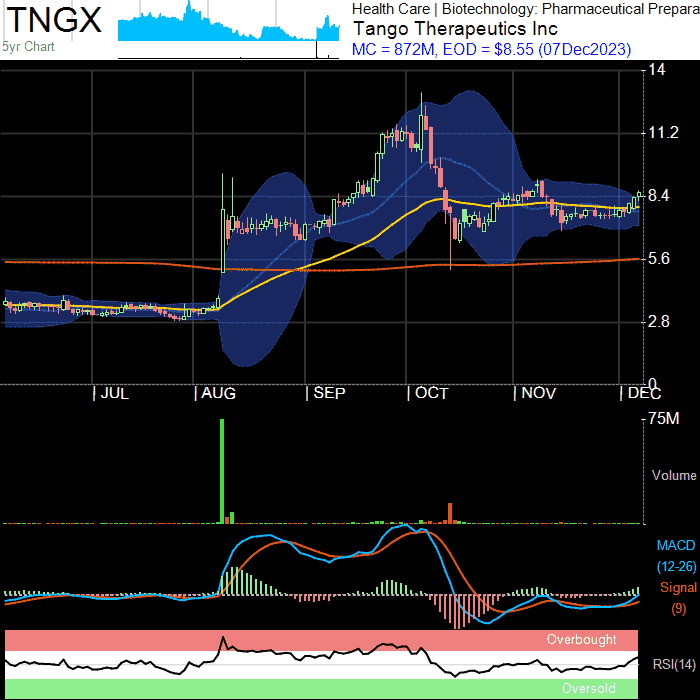 TNGX
5yr Chart
Health Care | Biotechnology: Pharmaceutical Prepara
Tango Therapeutics Inc
MC = 872M, EOD = $8.55 (07Dec2023)
14
11.2
8.4
5.6
2.8
0
| JUL | AUG | SEP | OCT | NOV | DEC
75M
Volume
MACD
(12-26)
Signal
(9)
Overbought
RSI(14)
Oversold